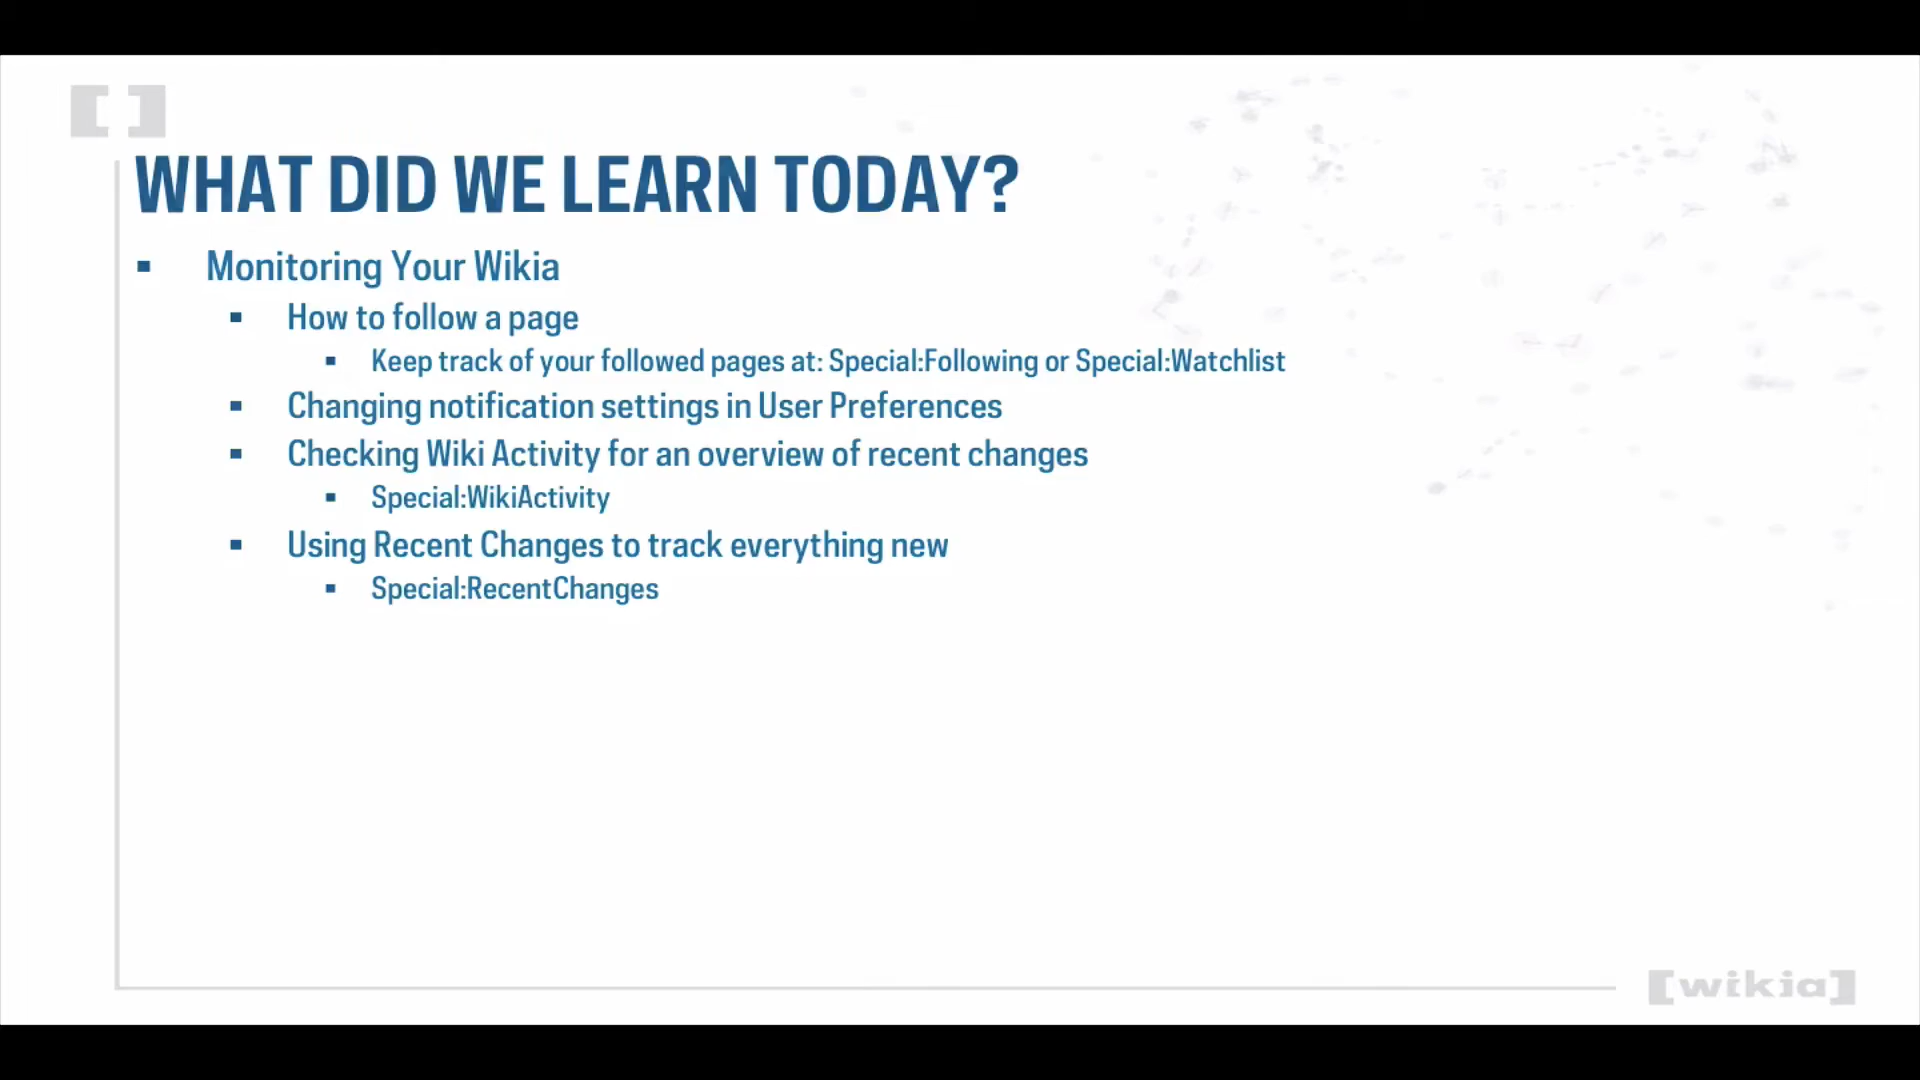 WHAT DID WE LEARN TODAY?
▪ Monitoring Your Wikia
▪ How to follow a page
▪ Keep track of your followed pages at: Special:Following or Special:Watchlist
▪ Changing notification settings in User Preferences
▪ Checking Wiki Activity for an overview of recent changes
▪ Special:WikiActivity
▪ Using Recent Changes to track everything new
▪ Special:RecentChanges
[wikia]